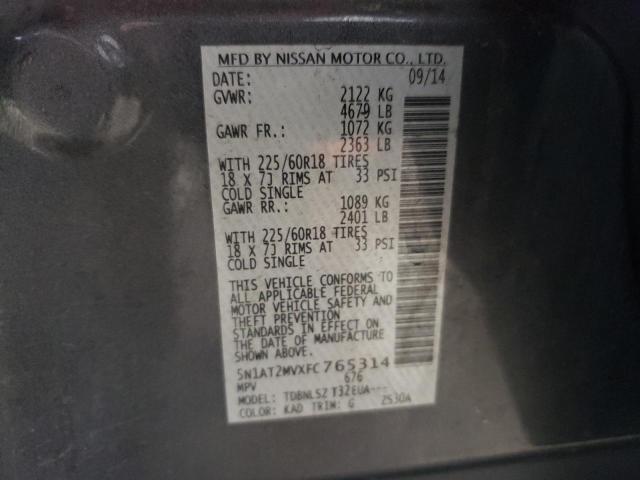 MFD BY NISSAN MOTOR CO., LTD.
DATE: 09/14
GVWR: 2122 KG
4679 LB
GAWR FR.: 1072 KG
2363 LB
WITH 225/60R18 TIRES
18 X 7J RIMS AT 33 PSI
COLD SINGLE
GAWR RR.: 1089 KG
2401 LB
WITH 225/60R18 TIRES
18 X 7J RIMS AT 33 PSI
COLD SINGLE
THIS VEHICLE CONFORMS TO
ALL APPLICABLE FEDERAL
MOTOR VEHICLE SAFETY AND
THEFT PREVENTION
STANDARDS IN EFFECT ON
THE DATE OF MANUFACTURE
SHOWN ABOVE.
5N1AT2MVXFC765314
MPV 676
MODEL: TDBNLSZ T32EUA---
COLOR: KAD TRIM: G 2S30A